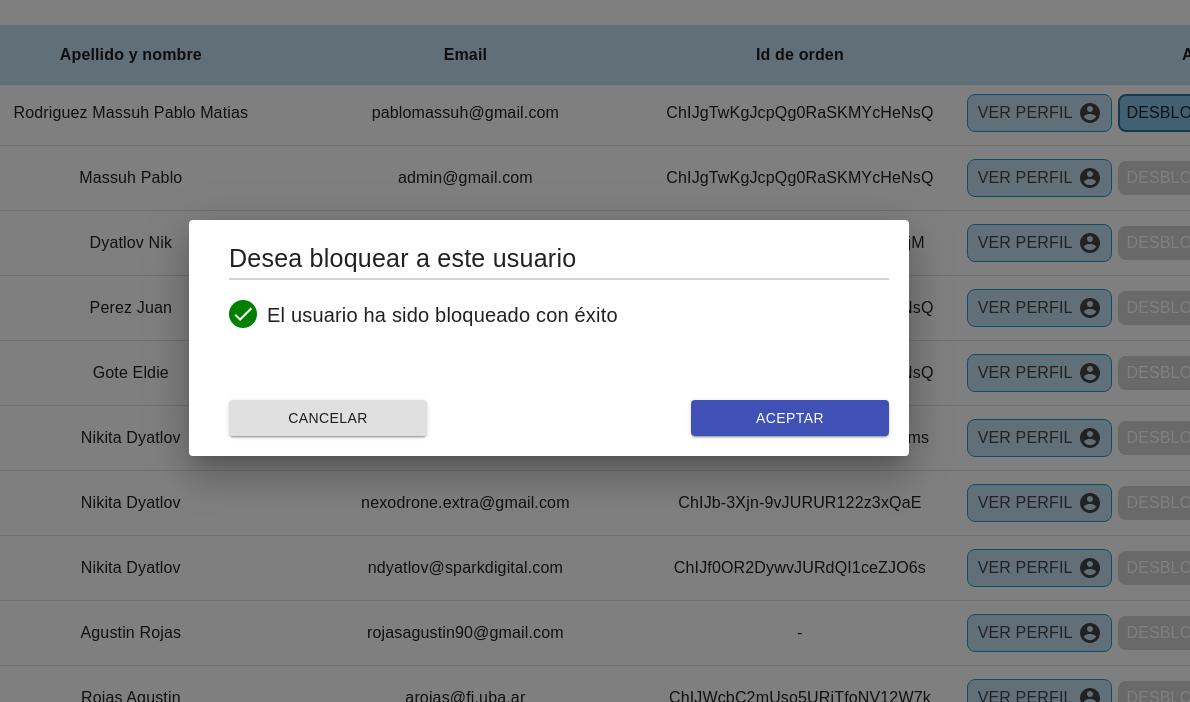 Apellido y nombre Email Id de orden A
Rodriguez Massuh Pablo Matias pablomassuh@gmail.com ChIJgTwKgJcpQg0RaSKMYcHeNsQ VER PERFIL DESBLO
Massuh Pablo admin@gmail.com ChIJgTwKgJcpQg0RaSKMYcHeNsQ VER PERFIL DESBLO
Dyatlov Nik jM VER PERFIL DESBLO
Desea bloquear a este usuario
Perez Juan NsQ VER PERFIL DESBLO
El usuario ha sido bloqueado con éxito
Gote Eldie NsQ VER PERFIL DESBLO
CANCELAR ACEPTAR
Nikita Dyatlov ms VER PERFIL DESBLO
Nikita Dyatlov nexodrone.extra@gmail.com ChIJb-3Xjn-9vJURUR122z3xQaE VER PERFIL DESBLO
Nikita Dyatlov ndyatlov@sparkdigital.com ChIJf0OR2DywvJURdQI1ceZJO6s VER PERFIL DESBLO
Agustin Rojas rojasagustin90@gmail.com - VER PERFIL DESBLO
Rojas Agustin arojas@fi.uba.ar ChIJWcbC2mUso5URiTfoNV12W7k VER PERFIL DESBLO